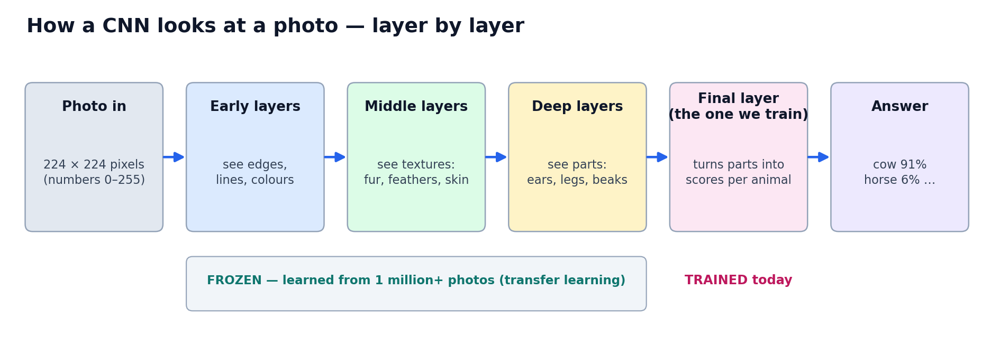 How a CNN looks at a photo — layer by layer
Photo in
224 × 224 pixels
(numbers 0–255)
Early layers
see edges,
lines, colours
Middle layers
see textures:
fur, feathers, skin
Deep layers
see parts:
ears, legs, beaks
Final layer
(the one we train)
turns parts into
scores per animal
Answer
cow 91%
horse 6% ...
FROZEN — learned from 1 million+ photos (transfer learning)
TRAINED today